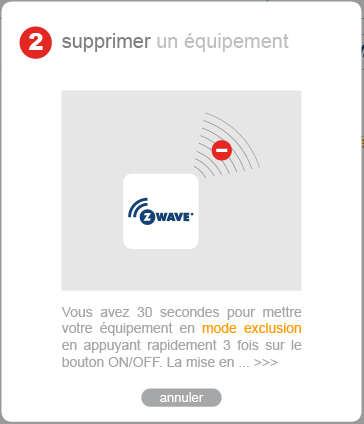 2 supprimer un équipement
Z WAVE
Vous avez 30 secondes pour mettre
votre équipement en mode exclusion
en appuyant rapidement 3 fois sur le
bouton ON/OFF. La mise en ... >>>
annuler